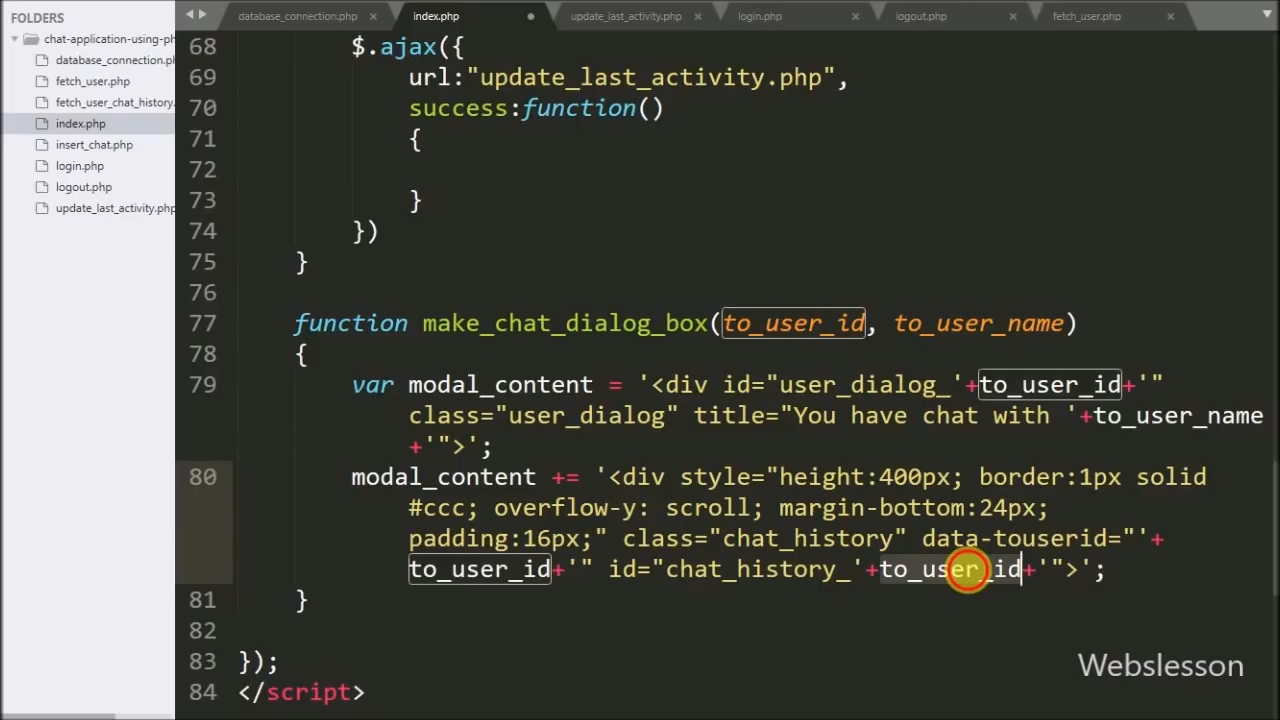 FOLDERS
chat-application-using-ph
database_connection.ph
fetch_user.php
fetch_user_chat_history.
index.php
insert_chat.php
login.php
logout.php
update_last_activity.php
database_connection.php
index.php
update_last_activity.php
login.php
logout.php
fetch_user.php
68 $.ajax({
69 url:"update_last_activity.php",
70 success:function()
71 {
72
73 }
74 })
75 }
76
77 function make_chat_dialog_box(to_user_id, to_user_name)
78 {
79 var modal_content = '<div id="user_dialog_'+to_user_id+'"
class="user_dialog" title="You have chat with '+to_user_name
+'">';
80 modal_content += '<div style="height:400px; border:1px solid
#ccc; overflow-y: scroll; margin-bottom:24px;
padding:16px;" class="chat_history" data-touserid="'+
to_user_id+'" id="chat_history_'+to_user_id+'">';
81 }
82
83 });
84 </script>
Webslesson